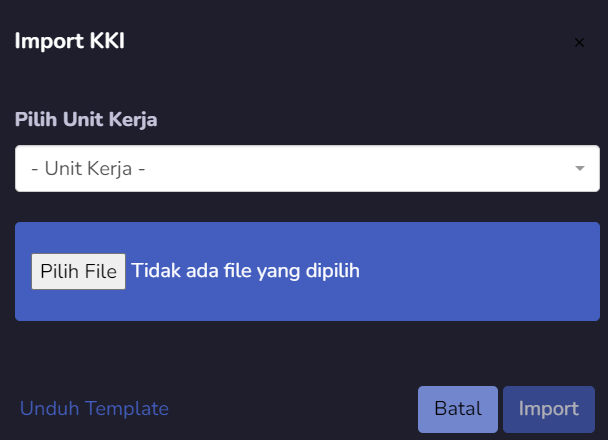 Import KKI
×
Pilih Unit Kerja
- Unit Kerja -
Pilih File Tidak ada file yang dipilih
Unduh Template
Batal
Import